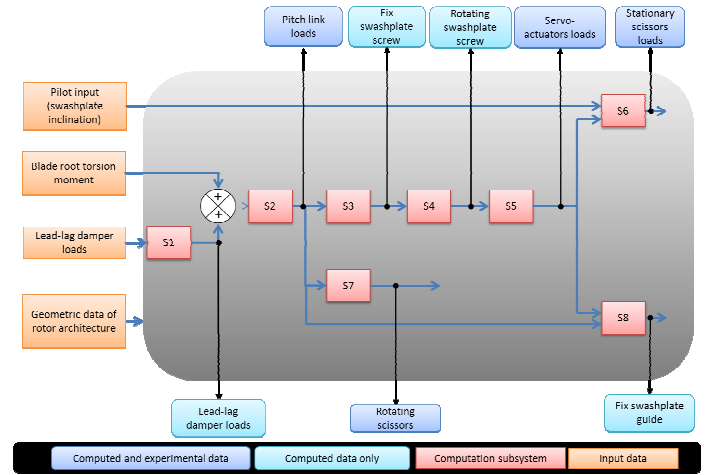 Pitch link
loads
Fix
swashplate
screw
Rotating
swashplate
screw
Servo-
actuators loads
Stationary
scissors
loads
Pilot input
(swashplate
inclination)
S6
Blade root torsion
moment
+
+
S2
S3
S4
S5
Lead-lag damper
loads
S1
S7
Geometric data of
rotor architecture
S8
Lead-lag
damper loads
Rotating
scissors
Fix swashplate
guide
Computed and experimental data
Computed data only
Computation subsystem
Input data